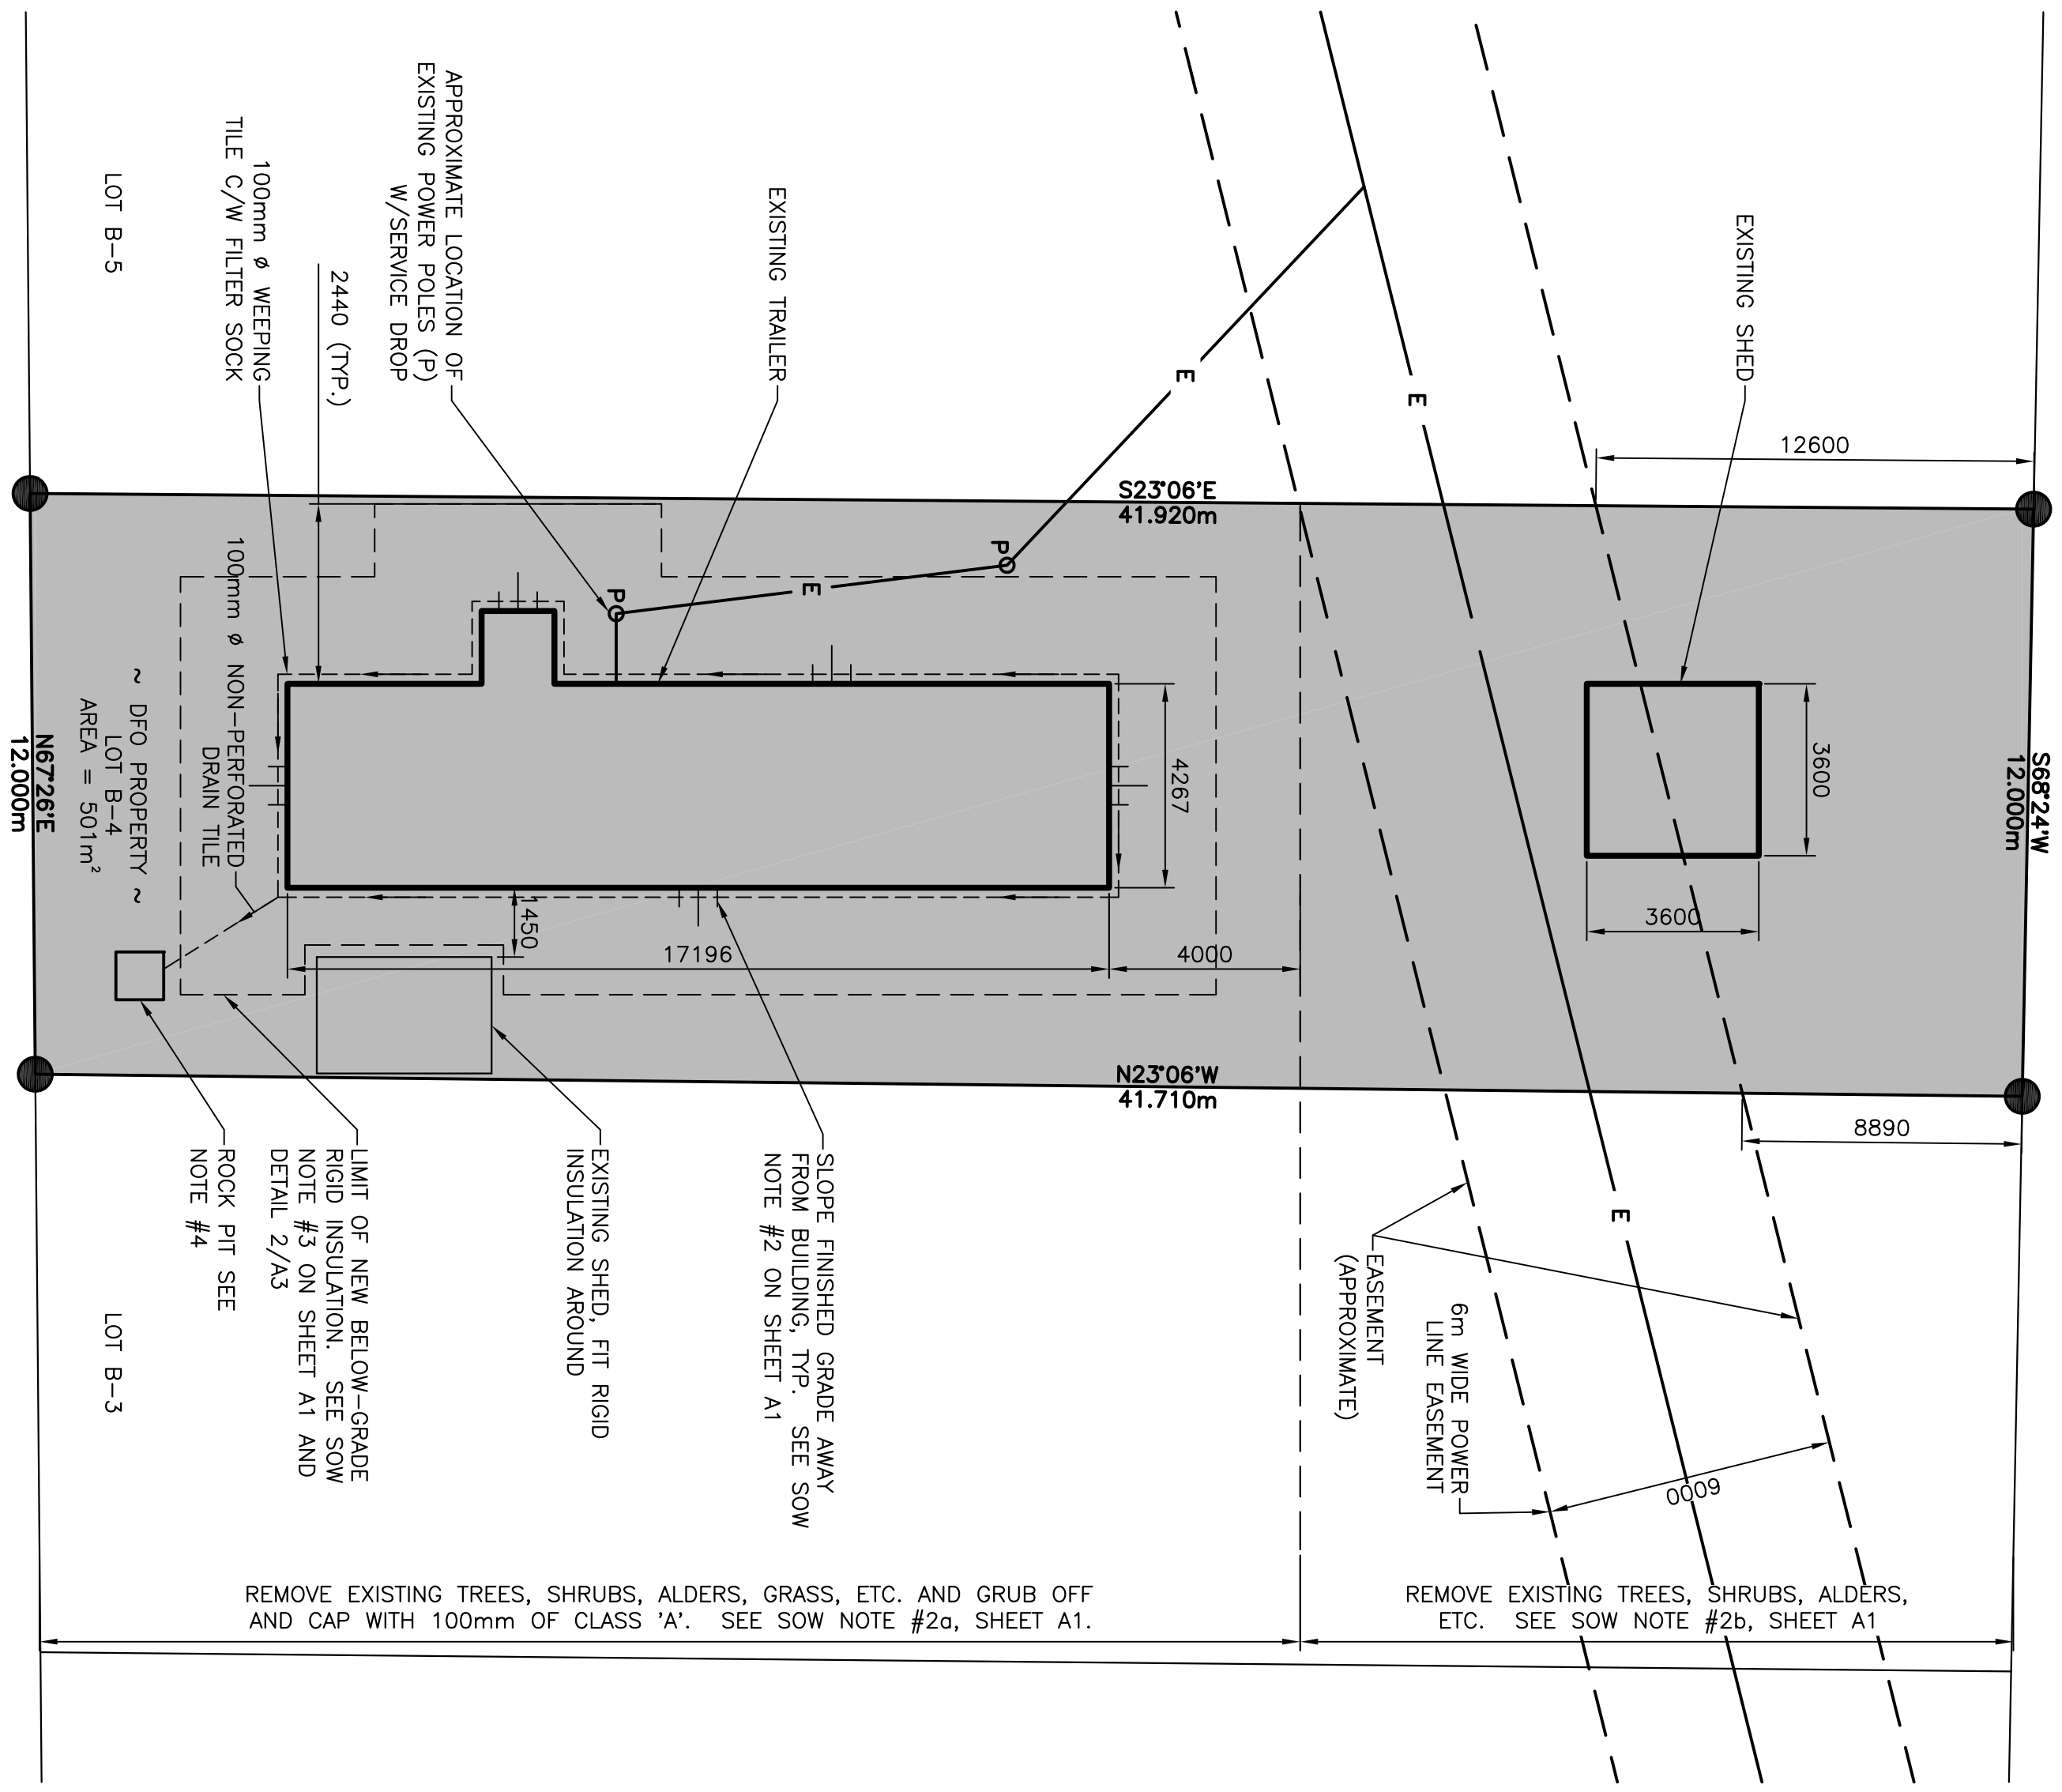 APPROXIMATE LOCATION OF
EXISTING POWER POLES (P)
W/SERVICE DROP
100mm ø WEEPING
TILE C/W FILTER SOCK
LOT B-5
2440 (TYP.)
EXISTING TRAILER
EXISTING SHED
E
E
12600
S23°06'E
41.920m
P
P
E
3600
3600
4267
1450
17196
4000
100mm ø NON-PERFORATED
DRAIN TILE
~ DFO PROPERTY ~
LOT B-4
AREA = 501m²
N67°26'E
12.000m
S68°24'W
12.000m
N23°06'W
41.710m
8890
E
SLOPE FINISHED GRADE AWAY
FROM BUILDING, TYP. SEE SOW
NOTE #2 ON SHEET A1
EXISTING SHED, FIT RIGID
INSULATION AROUND
LIMIT OF NEW BELOW-GRADE
RIGID INSULATION. SEE SOW
NOTE #3 ON SHEET A1 AND
DETAIL 2/A3
ROCK PIT SEE
NOTE #4
LOT B-3
EASEMENT
(APPROXIMATE)
6m WIDE POWER
LINE EASEMENT
6000
REMOVE EXISTING TREES, SHRUBS, ALDERS, GRASS, ETC. AND GRUB OFF
AND CAP WITH 100mm OF CLASS 'A'. SEE SOW NOTE #2a, SHEET A1.
REMOVE EXISTING TREES, SHRUBS, ALDERS,
ETC. SEE SOW NOTE #2b, SHEET A1